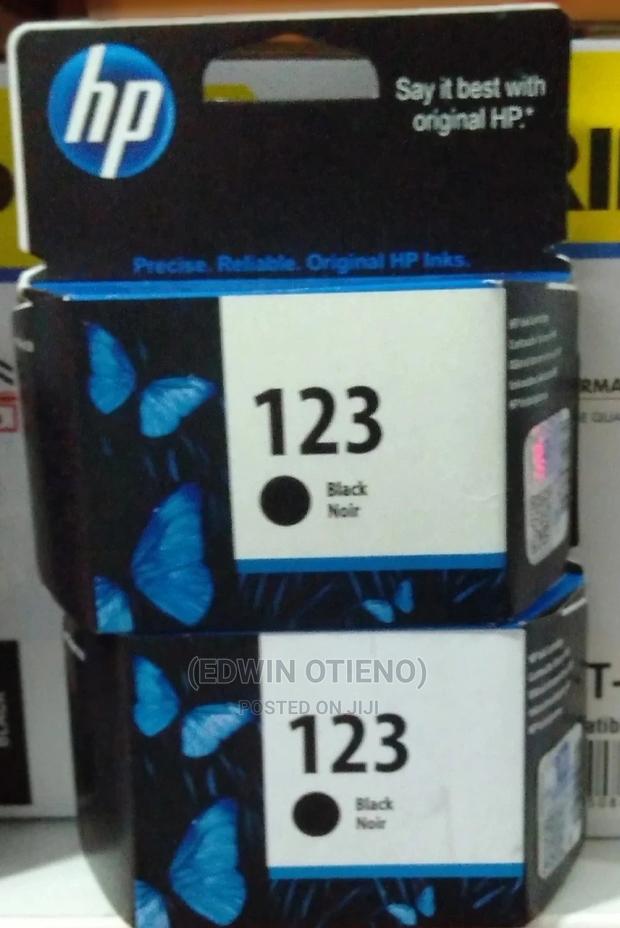 hp
Say it best with
original HP.*
Precise. Reliable. Original HP Inks.
123
Black
Noir
(EDWIN OTIENO)
POSTED ON JIJI
123
Black
Noir